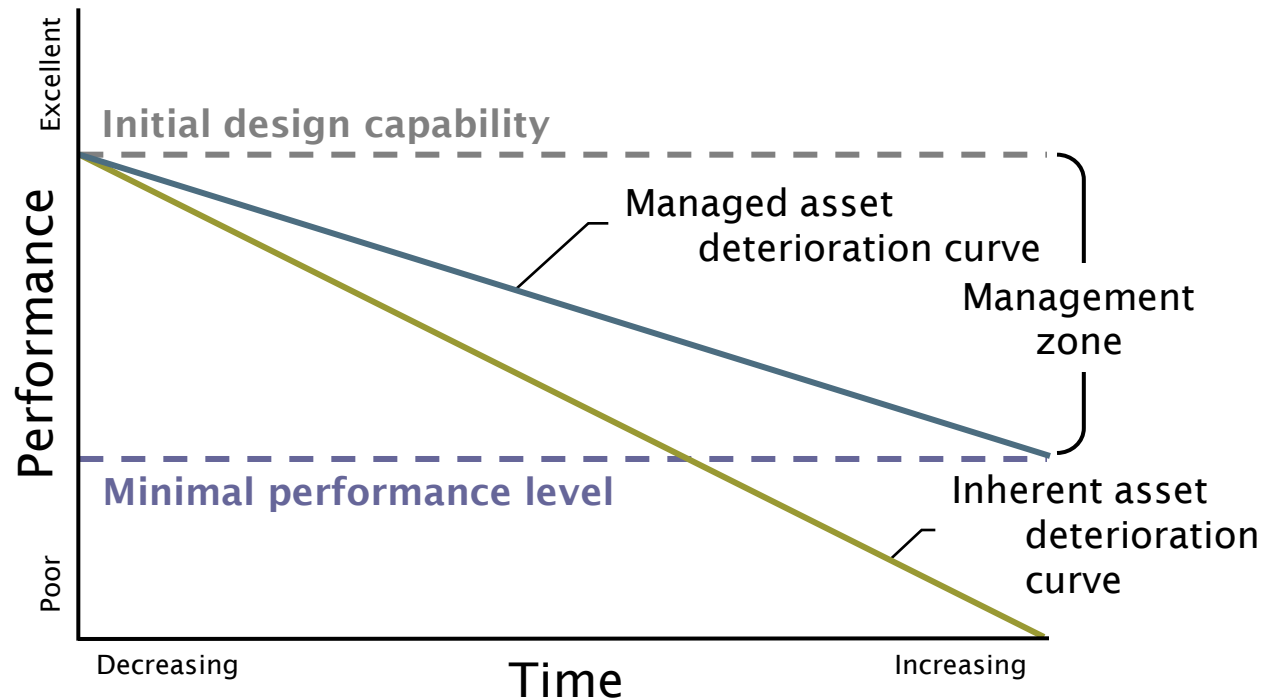 Excellent
Initial design capability
Managed asset
deterioration curve
Management
zone
Performance
Minimal performance level
Inherent asset
deterioration
curve
Poor
Decreasing
Time
Increasing